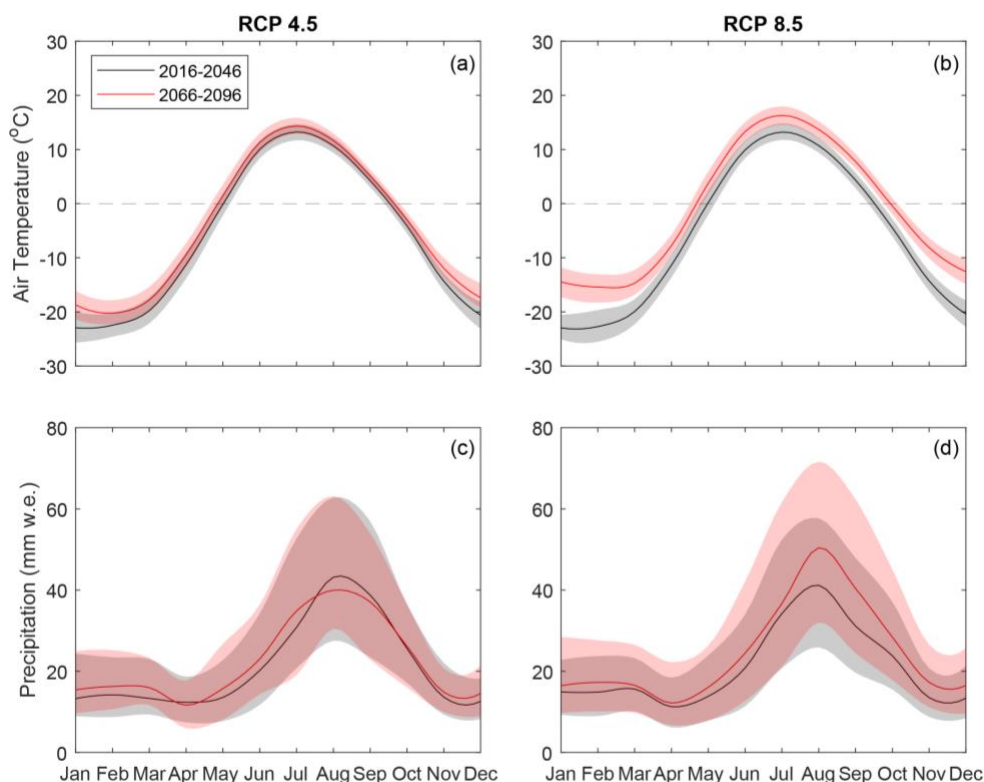 RCP 4.5
RCP 8.5
30
20
10
0
-10
-20
-30
Air Temperature (°C)
2016-2046
2066-2096
(a)
30
20
10
0
-10
-20
-30
(b)
80
60
40
20
0
Precipitation (mm w.e.)
(c)
Jan Feb Mar Apr May Jun Jul Aug Sep Oct Nov Dec
80
60
40
20
0
(d)
Jan Feb Mar Apr May Jun Jul Aug Sep Oct Nov Dec